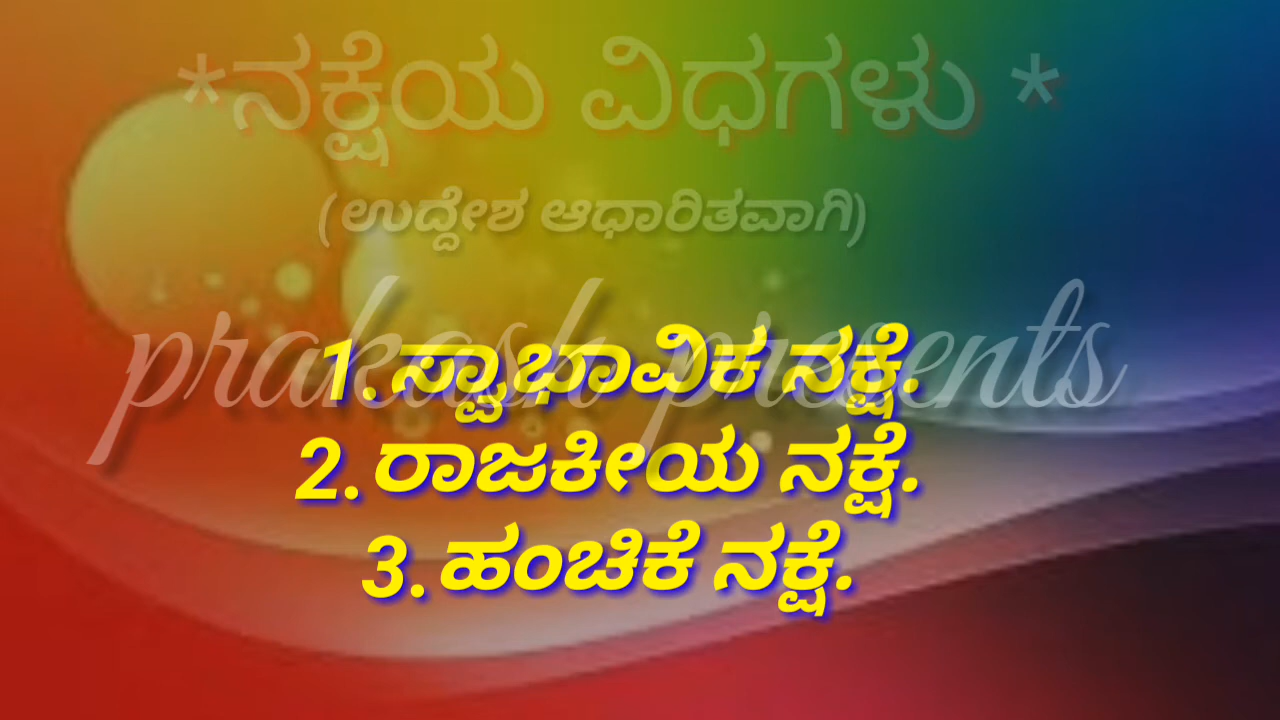 *ನಕ್ಷೆಯ ವಿಧಗಳು *
(ಉದ್ದೇಶ ಆಧಾರಿತವಾಗಿ)
prakash presents
1.ಸ್ವಾಭಾವಿಕ ನಕ್ಷೆ.
2.ರಾಜಕೀಯ ನಕ್ಷೆ.
3.ಹಂಚಿಕೆ ನಕ್ಷೆ.